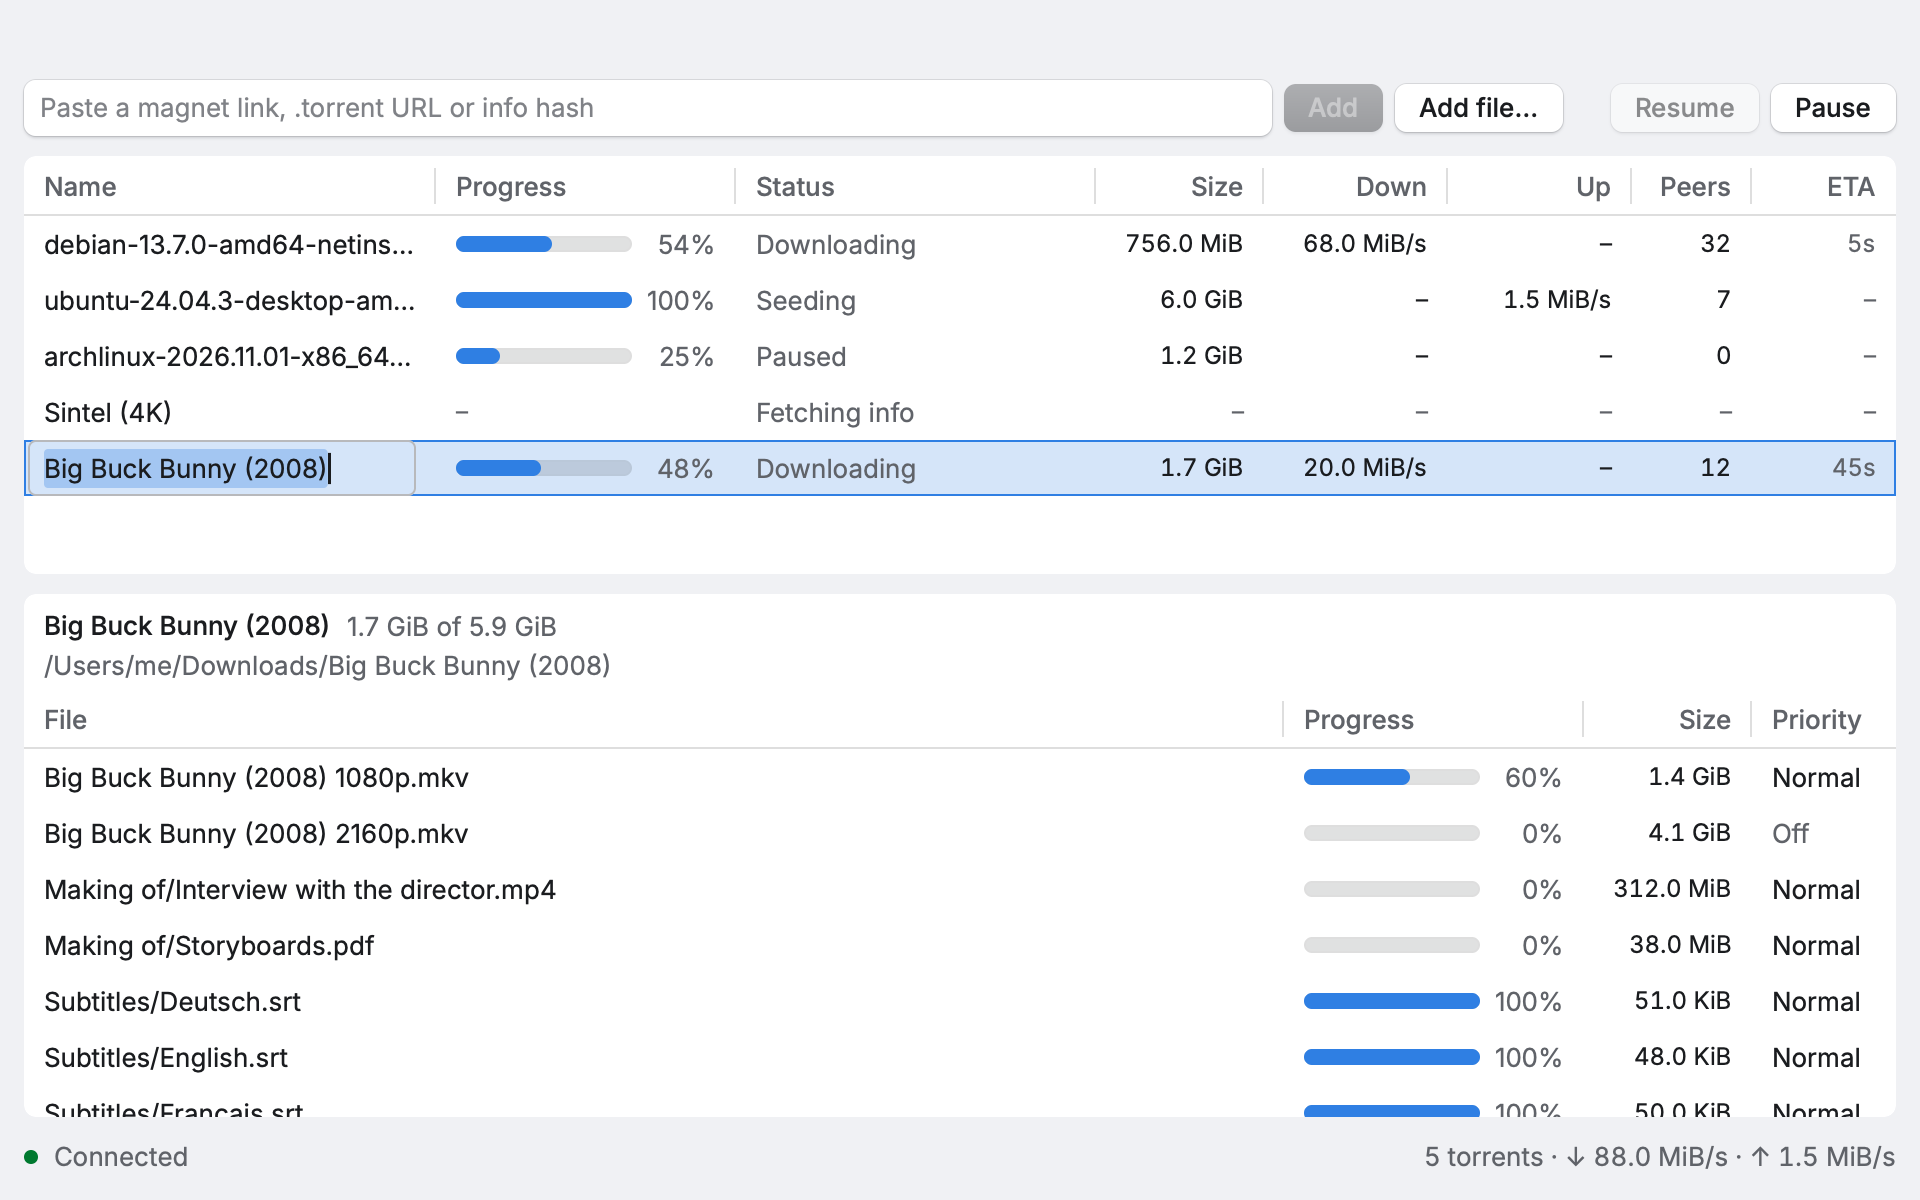 Paste a magnet link, .torrent URL or info hash Add Add file... Resume Pause
Name Progress Status Size Down Up Peers ETA
debian-13.7.0-amd64-netins... 54% Downloading 756.0 MiB 68.0 MiB/s – 32 5s
ubuntu-24.04.3-desktop-am... 100% Seeding 6.0 GiB – 1.5 MiB/s 7 –
archlinux-2026.11.01-x86_64... 25% Paused 1.2 GiB – – 0 –
Sintel (4K) – Fetching info – – – – –
Big Buck Bunny (2008) 48% Downloading 1.7 GiB 20.0 MiB/s – 12 45s
Big Buck Bunny (2008) 1.7 GiB of 5.9 GiB
/Users/me/Downloads/Big Buck Bunny (2008)
File Progress Size Priority
Big Buck Bunny (2008) 1080p.mkv 60% 1.4 GiB Normal
Big Buck Bunny (2008) 2160p.mkv 0% 4.1 GiB Off
Making of/Interview with the director.mp4 0% 312.0 MiB Normal
Making of/Storyboards.pdf 0% 38.0 MiB Normal
Subtitles/Deutsch.srt 100% 51.0 KiB Normal
Subtitles/English.srt 100% 48.0 KiB Normal
Subtitles/Français.srt 100% 50.0 KiB Normal
Connected 5 torrents · ↓ 88.0 MiB/s · ↑ 1.5 MiB/s